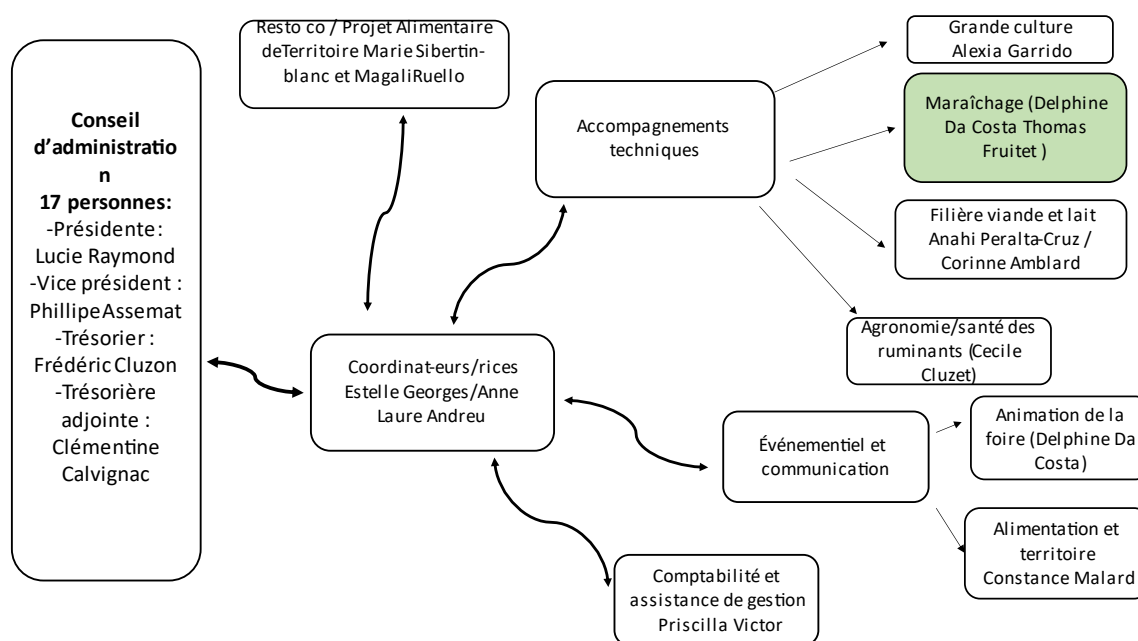 Conseil
d'administratio
n
17 personnes:
-Présidente :
Lucie Raymond
-Vice président :
Phillipe Assemat
-Trésorier :
Frédéric Cluzon
-Trésorière
adjointe :
Clémentine
Calvignac
Resto co / Projet Alimentaire
deTerritoire Marie Sibertin-
blanc et MagaliRuello
Accompagnements
techniques
Grande culture
Alexia Garrido
Maraîchage (Delphine
Da Costa Thomas
Fruitet )
Filière viande et lait
Anahi Peralta-Cruz /
Corinne Amblard
Agronomie/santé des
ruminants (Cecile
Cluzet)
Coordinat-eurs/rices
Estelle Georges/Anne
Laure Andreu
Événementiel et
communication
Animation de la
foire (Delphine Da
Costa)
Alimentation et
territoire
Constance Malard
Comptabilité et
assistance de gestion
Priscilla Victor